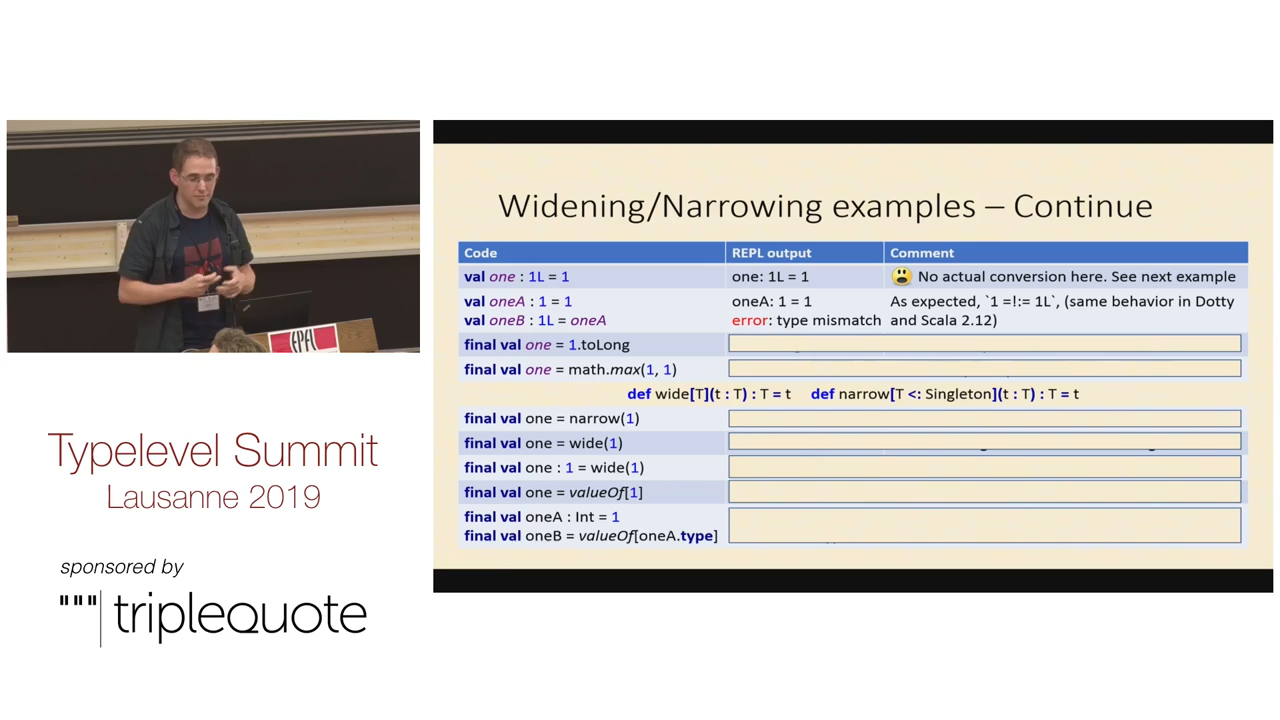 Widening/Narrowing examples – Continue
Code REPL output Comment
val one : 1L = 1 one: 1L = 1 No actual conversion here. See next example
val oneA : 1 = 1 oneA: 1 = 1 As expected, `1 =!:= 1L`, (same behavior in Dotty
val oneB : 1L = oneA error: type mismatch and Scala 2.12)
final val one = 1.toLong
final val one = math.max(1, 1)
def wide[T](t : T) : T = t def narrow[T <: Singleton](t : T) : T = t
final val one = narrow(1)
final val one = wide(1)
final val one : 1 = wide(1)
final val one = valueOf[1]
final val oneA : Int = 1
final val oneB = valueOf[oneA.type]
EPFL
Typelevel Summit
Lausanne 2019
sponsored by
"""|triplequote